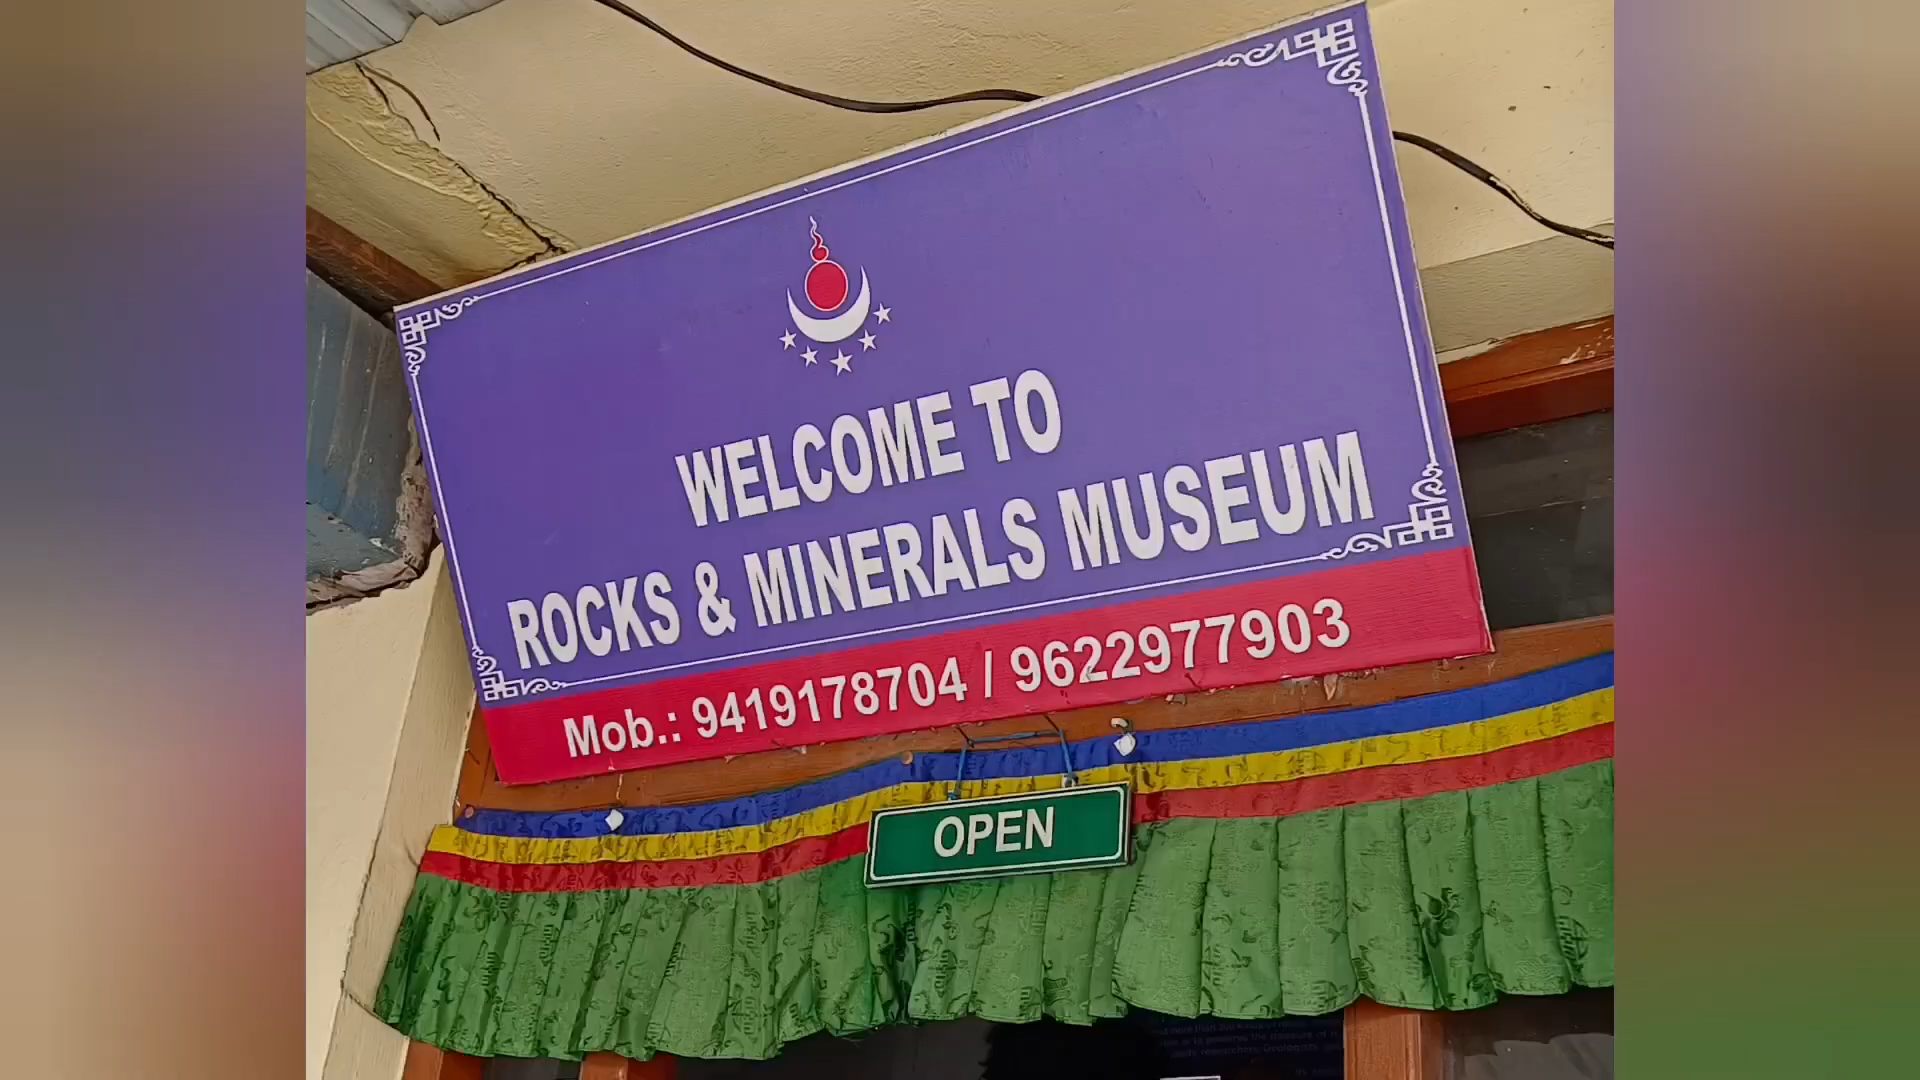 WELCOME TO
ROCKS & MINERALS MUSEUM
Mob.: 9419178704 / 9622977903
OPEN